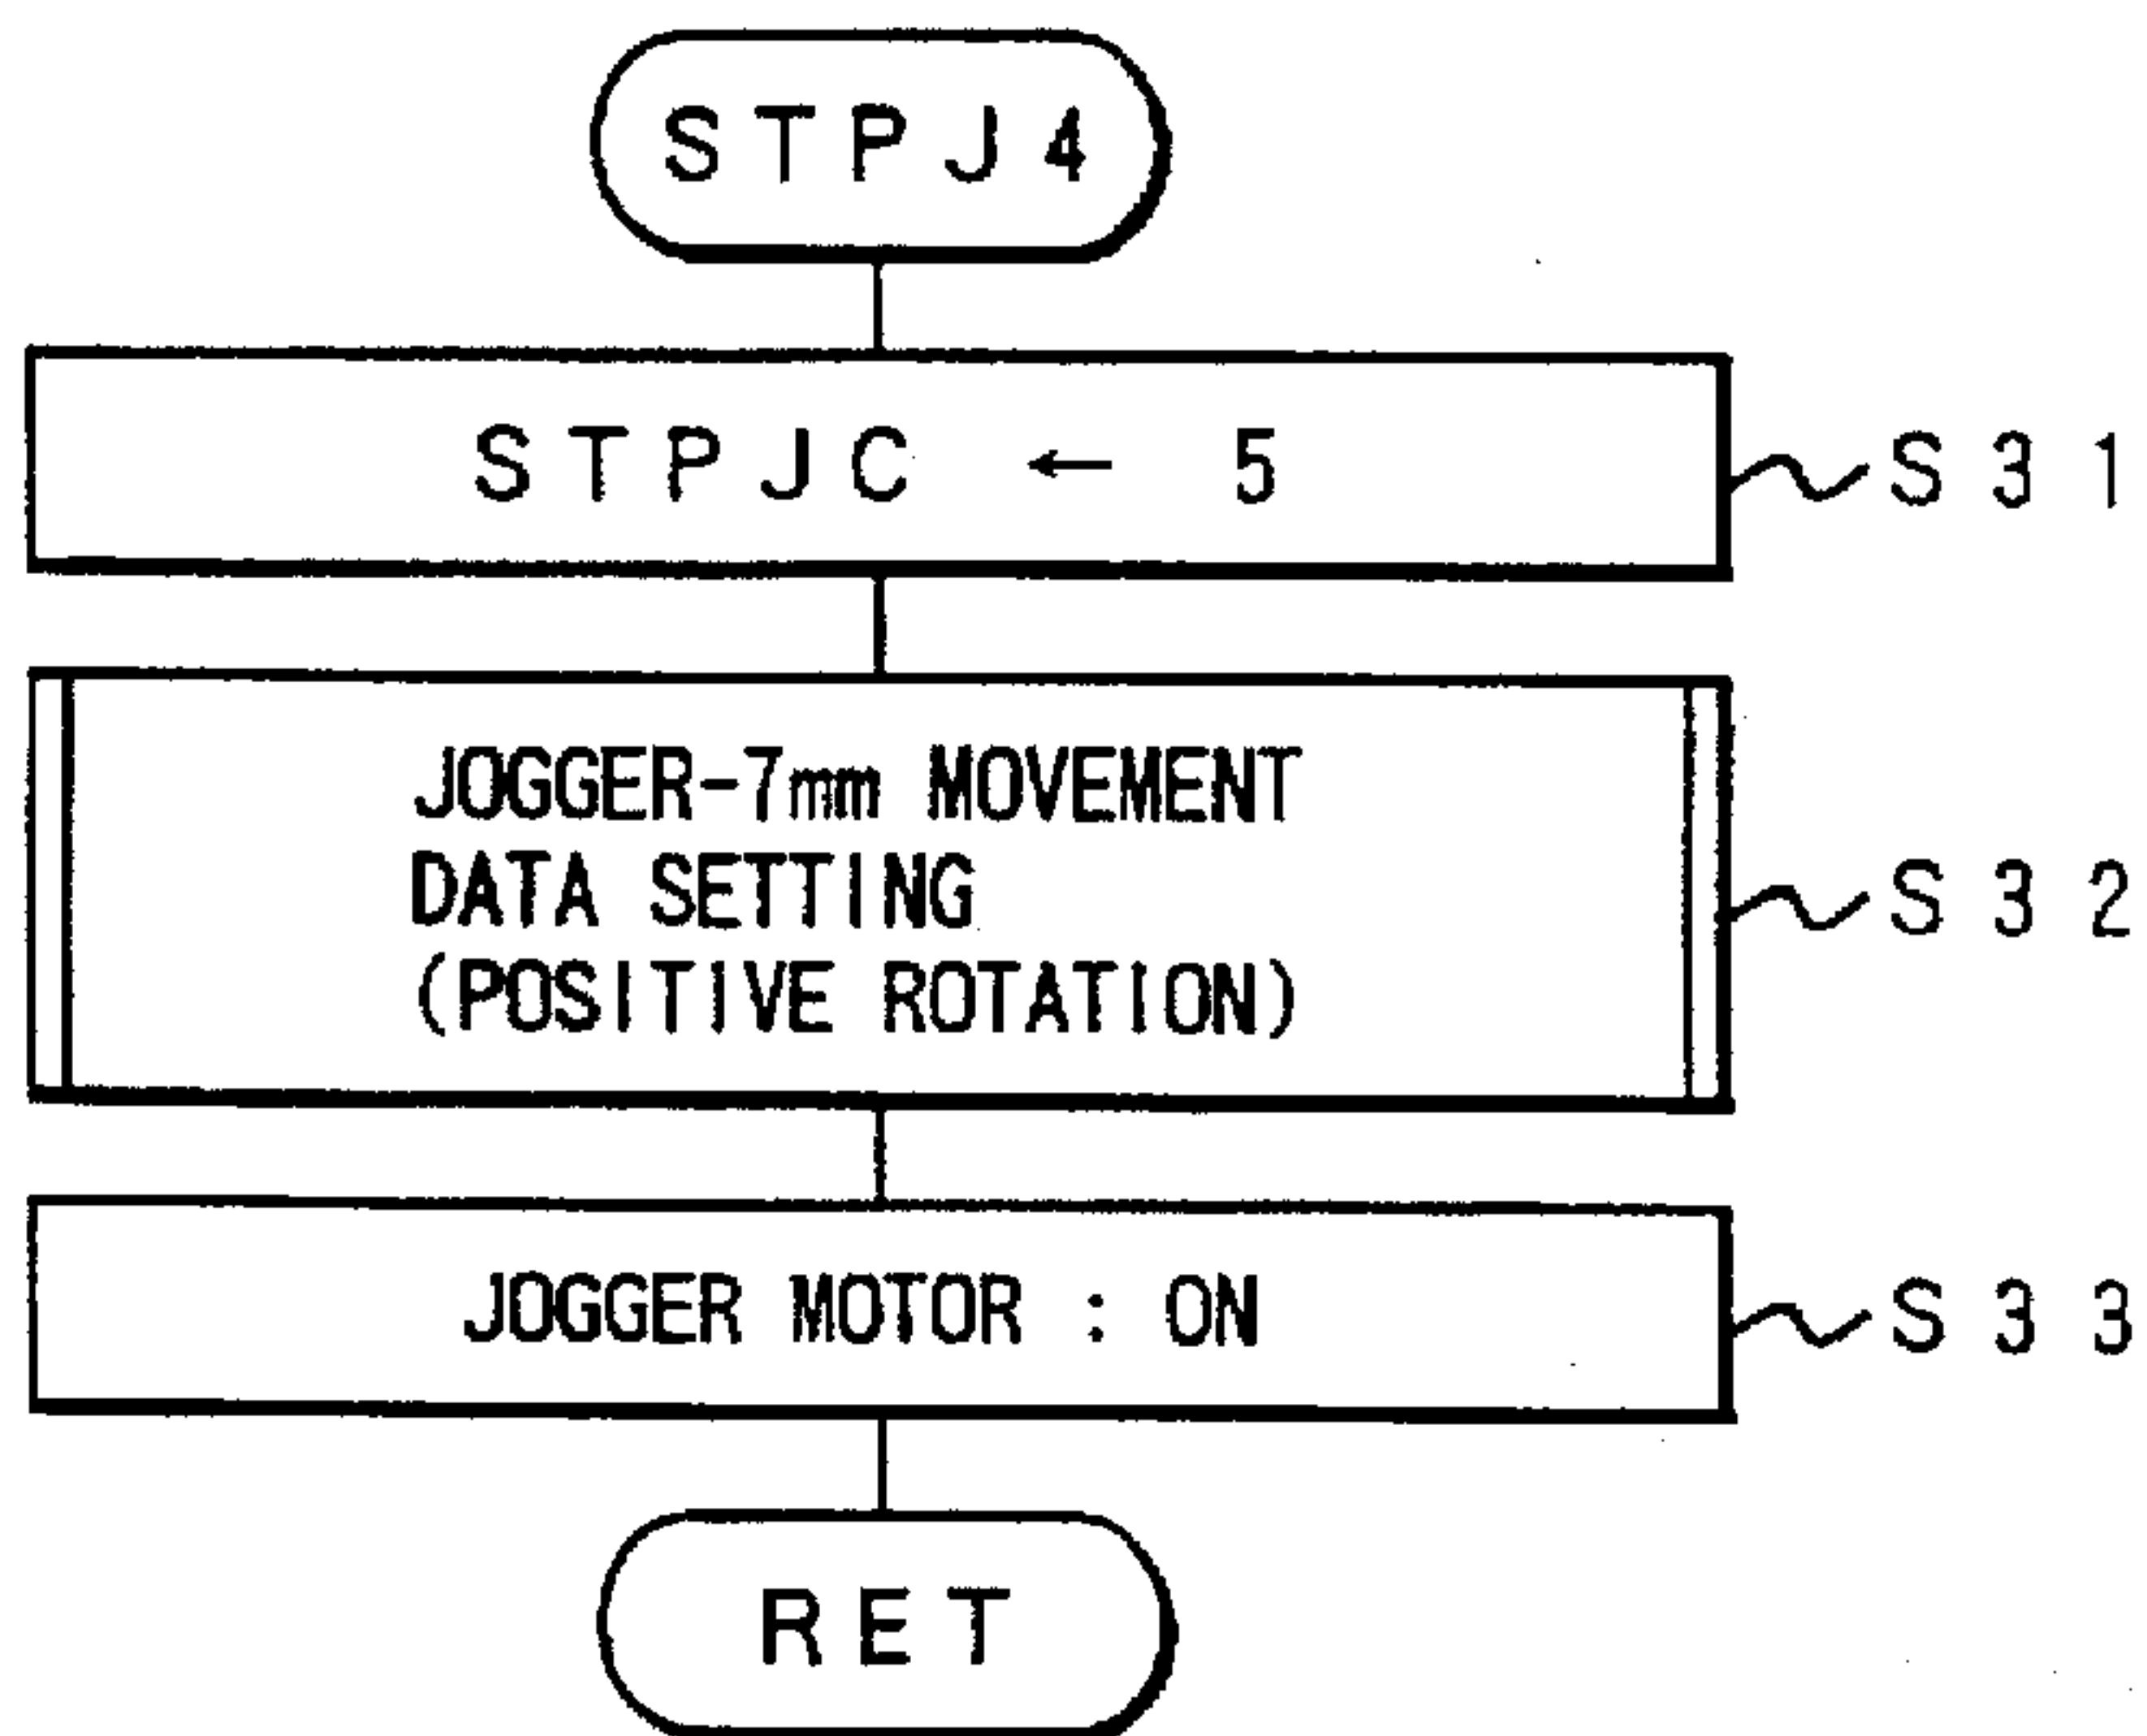 STPJ4
STPJC ← 5
S31
JOGGER-7mm MOVEMENT
DATA SETTING
(POSITIVE ROTATION)
S32
JOGGER MOTOR : ON
S33
RET